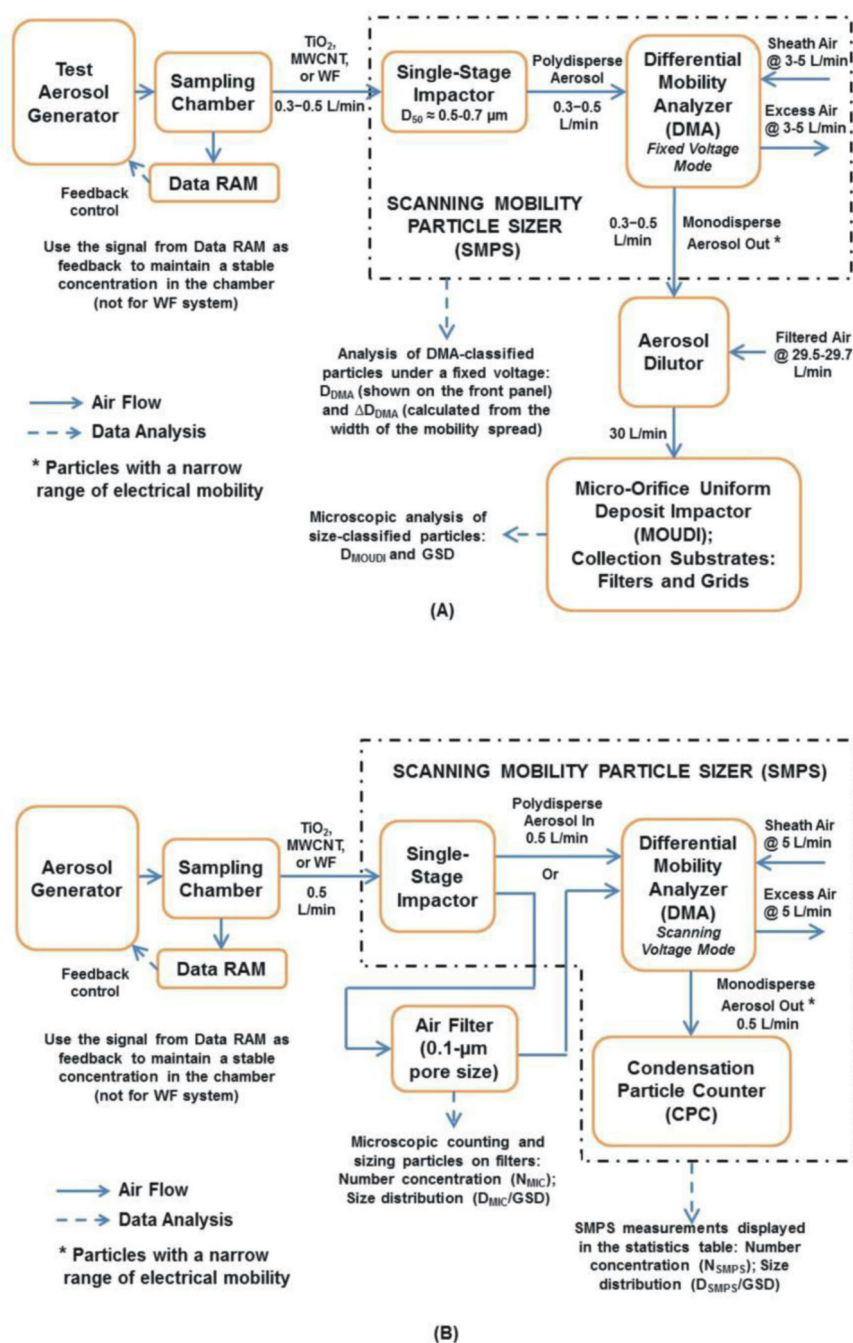 Test
Aerosol
Generator
Sampling
Chamber
Data RAM
Feedback
control
Use the signal from Data RAM as
feedback to maintain a stable
concentration in the chamber
(not for WF system)
TiO₂,
MWCNT,
or WF
0.3−0.5 L/min
Single-Stage
Impactor
D₅₀ ≈ 0.5-0.7 µm
Polydisperse
Aerosol
0.3−0.5
L/min
Differential
Mobility
Analyzer
(DMA)
Fixed Voltage
Mode
Sheath Air
@ 3-5 L/min
Excess Air
@ 3-5 L/min
SCANNING MOBILITY
PARTICLE SIZER
(SMPS)
0.3−0.5
L/min
Monodisperse
Aerosol Out *
Aerosol
Dilutor
Filtered Air
@ 29.5-29.7
L/min
Analysis of DMA-classified
particles under a fixed voltage:
D_DMA (shown on the front panel)
and ΔD_DMA (calculated from the
width of the mobility spread)
Air Flow
Data Analysis
* Particles with a narrow
range of electrical mobility
30 L/min
Micro-Orifice Uniform
Deposit Impactor
(MOUDI);
Collection Substrates:
Filters and Grids
Microscopic analysis of
size-classified particles:
D_MOUDI and GSD
(A)
SCANNING MOBILITY PARTICLE SIZER (SMPS)
Aerosol
Generator
Sampling
Chamber
Data RAM
Feedback
control
Use the signal from Data RAM as
feedback to maintain a stable
concentration in the chamber
(not for WF system)
TiO₂,
MWCNT,
or WF
0.5
L/min
Single-
Stage
Impactor
Polydisperse
Aerosol In
0.5 L/min
Or
Differential
Mobility
Analyzer
(DMA)
Scanning
Voltage Mode
Sheath Air
@ 5 L/min
Excess Air
@ 5 L/min
Monodisperse
Aerosol Out *
0.5 L/min
Air Filter
(0.1-µm
pore size)
Condensation
Particle Counter
(CPC)
Microscopic counting and
sizing particles on filters:
Number concentration (N_MIC);
Size distribution (D_MIC/GSD)
Air Flow
Data Analysis
* Particles with a narrow
range of electrical mobility
SMPS measurements displayed
in the statistics table: Number
concentration (N_SMPS); Size
distribution (D_SMPS/GSD)
(B)